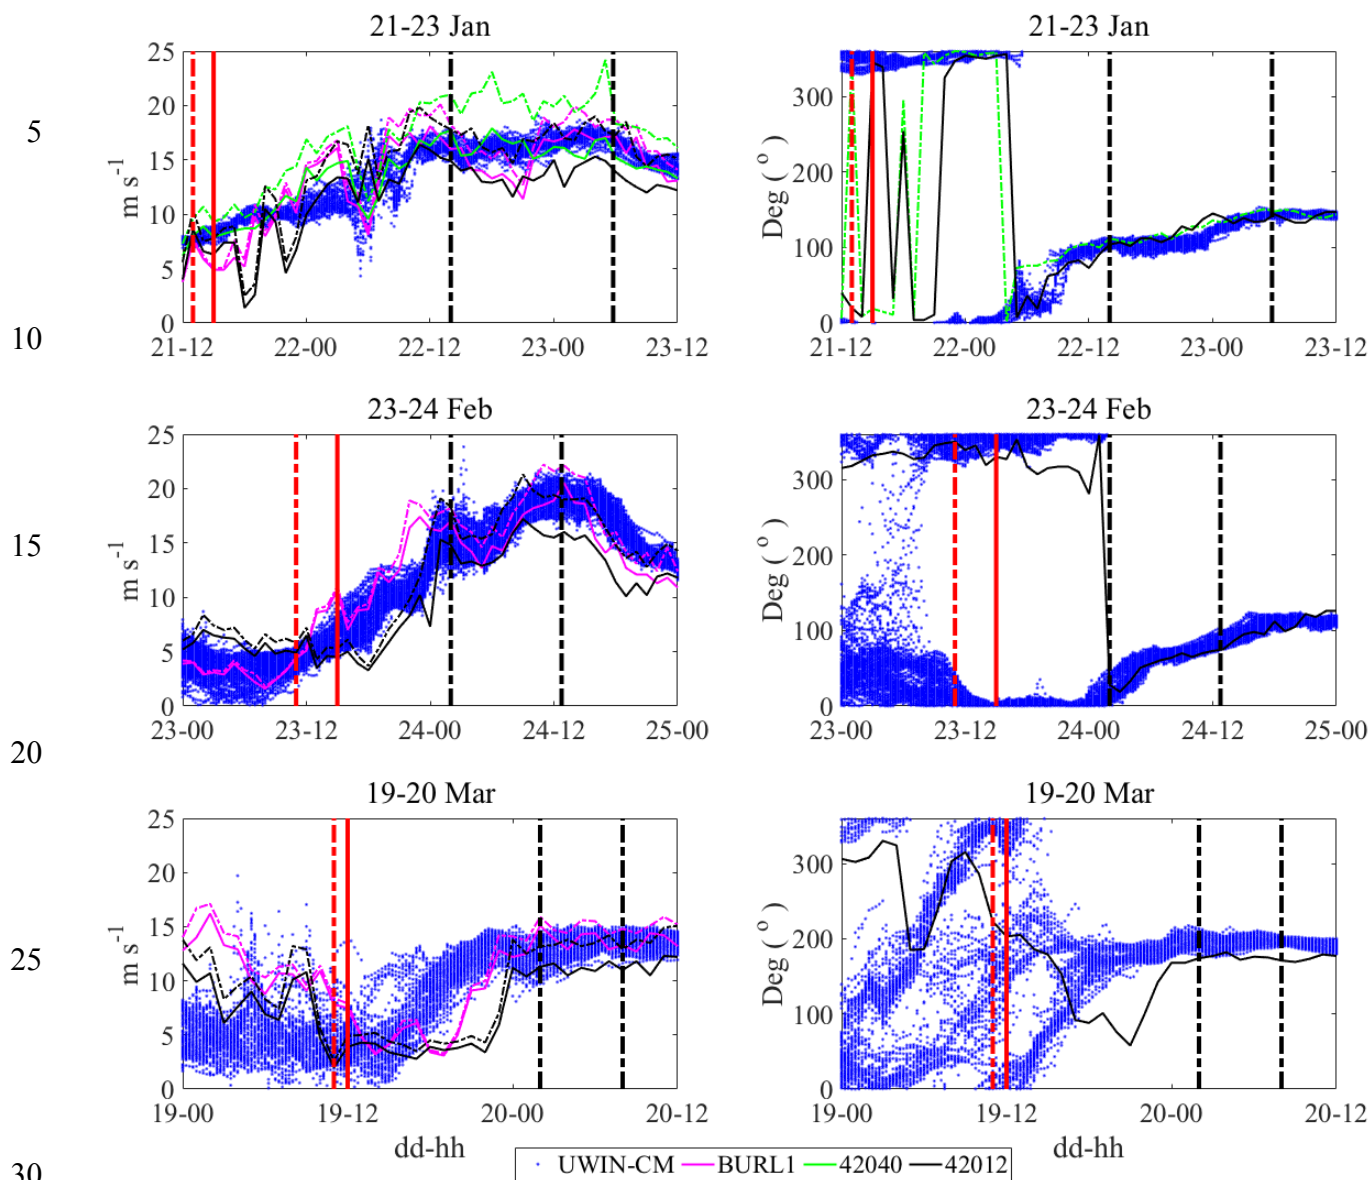 21-23 Jan
21-23 Jan
25
20
15
10
5
0
m s-1
21-12 22-00 22-12 23-00 23-12
300
200
100
0
Deg ( o )
21-12 22-00 22-12 23-00 23-12
5
10
23-24 Feb
23-24 Feb
25
20
15
10
5
0
m s-1
23-00 23-12 24-00 24-12 25-00
300
200
100
0
Deg ( o )
23-00 23-12 24-00 24-12 25-00
15
20
19-20 Mar
19-20 Mar
25
20
15
10
5
0
m s-1
19-00 19-12 20-00 20-12
dd-hh
300
200
100
0
Deg ( o )
19-00 19-12 20-00 20-12
dd-hh
25
30
UWIN-CM BURL1 42040 42012